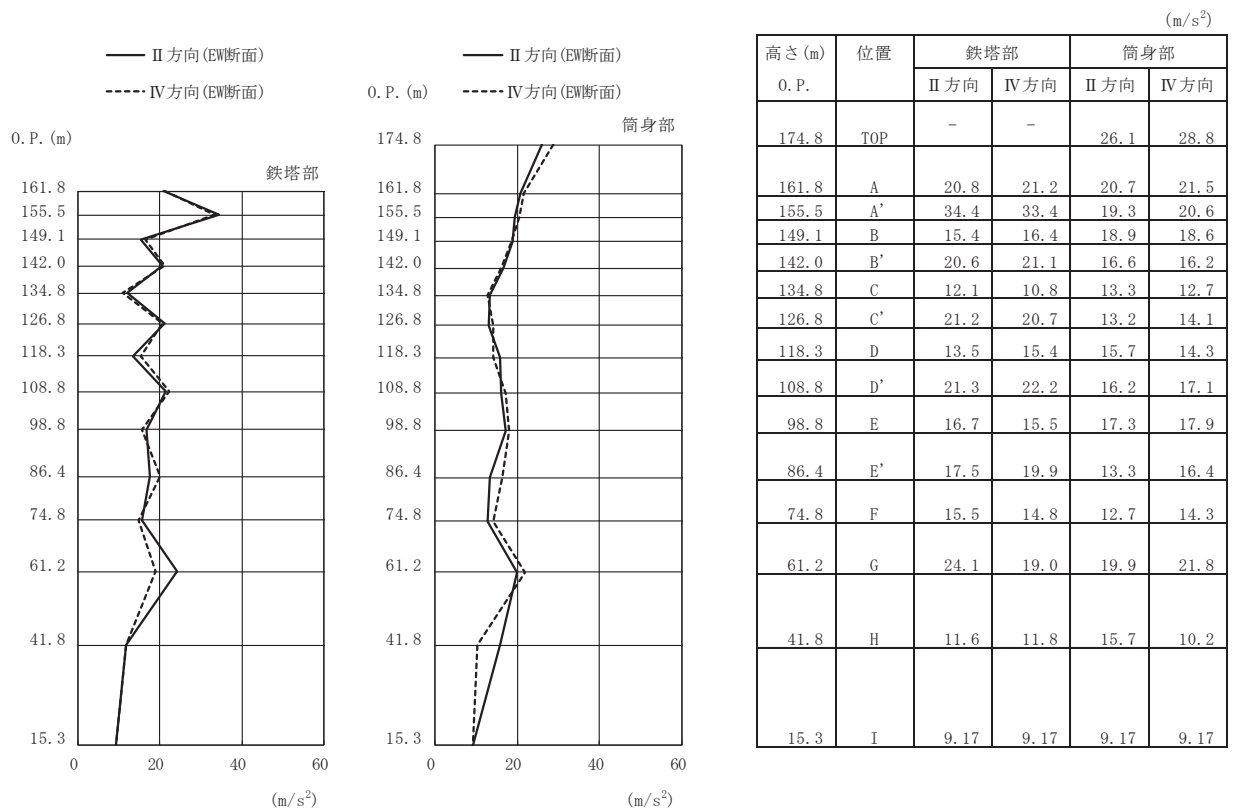 ── Ⅱ方向(EW断面)
---- Ⅳ方向(EW断面)
O.P.(m)
鉄塔部
161.8
155.5
149.1
142.0
134.8
126.8
118.3
108.8
98.8
86.4
74.8
61.2
41.8
15.3
0 20 40 60
(m/s²)
── Ⅱ方向(EW断面)
---- Ⅳ方向(EW断面)
O.P.(m)
筒身部
174.8
161.8
155.5
149.1
142.0
134.8
126.8
118.3
108.8
98.8
86.4
74.8
61.2
41.8
15.3
0 20 40 60
(m/s²)
(m/s²)
高さ(m) 位置 鉄塔部 筒身部
O.P. Ⅱ方向 Ⅳ方向 Ⅱ方向 Ⅳ方向
174.8 TOP － － 26.1 28.8
161.8 A 20.8 21.2 20.7 21.5
155.5 A' 34.4 33.4 19.3 20.6
149.1 B 15.4 16.4 18.9 18.6
142.0 B' 20.6 21.1 16.6 16.2
134.8 C 12.1 10.8 13.3 12.7
126.8 C' 21.2 20.7 13.2 14.1
118.3 D 13.5 15.4 15.7 14.3
108.8 D' 21.3 22.2 16.2 17.1
98.8 E 16.7 15.5 17.3 17.9
86.4 E' 17.5 19.9 13.3 16.4
74.8 F 15.5 14.8 12.7 14.3
61.2 G 24.1 19.0 19.9 21.8
41.8 H 11.6 11.8 15.7 10.2
15.3 I 9.17 9.17 9.17 9.17